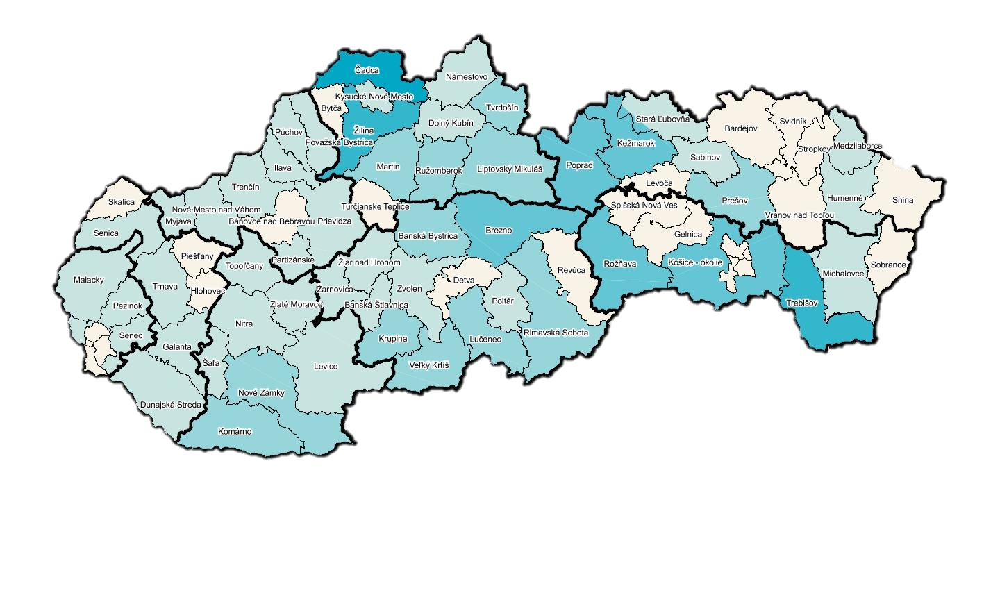 Čadca
Námestovo
Kysucké Nové Mesto
Bytča
Tvrdošín
Žilina
Dolný Kubín
Púchov
Považská Bystrica
Stará Ľubovňa
Svidník
Bardejov
Kežmarok
Stropkov
Medzilaborce
Sabinov
Ilava
Martin
Ružomberok
Liptovský Mikuláš
Poprad
Levoča
Trenčín
Skalica
Nové Mesto nad Váhom
Turčianske Teplice
Spišská Nová Ves
Prešov
Humenné
Snina
Myjava
Bánovce nad Bebravou
Prievidza
Vranov nad Topľou
Senica
Banská Bystrica
Brezno
Gelnica
Piešťany
Topoľčany
Partizánske
Žiar nad Hronom
Revúca
Rožňava
Košice - okolie
Michalovce
Sobrance
Malacky
Trnava
Hlohovec
Žarnovica
Zvolen
Detva
Pezinok
Zlaté Moravce
Banská Štiavnica
Poltár
Trebišov
Nitra
Senec
Krupina
Lučenec
Rimavská Sobota
Galanta
Šaľa
Levice
Veľký Krtíš
Nové Zámky
Dunajská Streda
Komárno